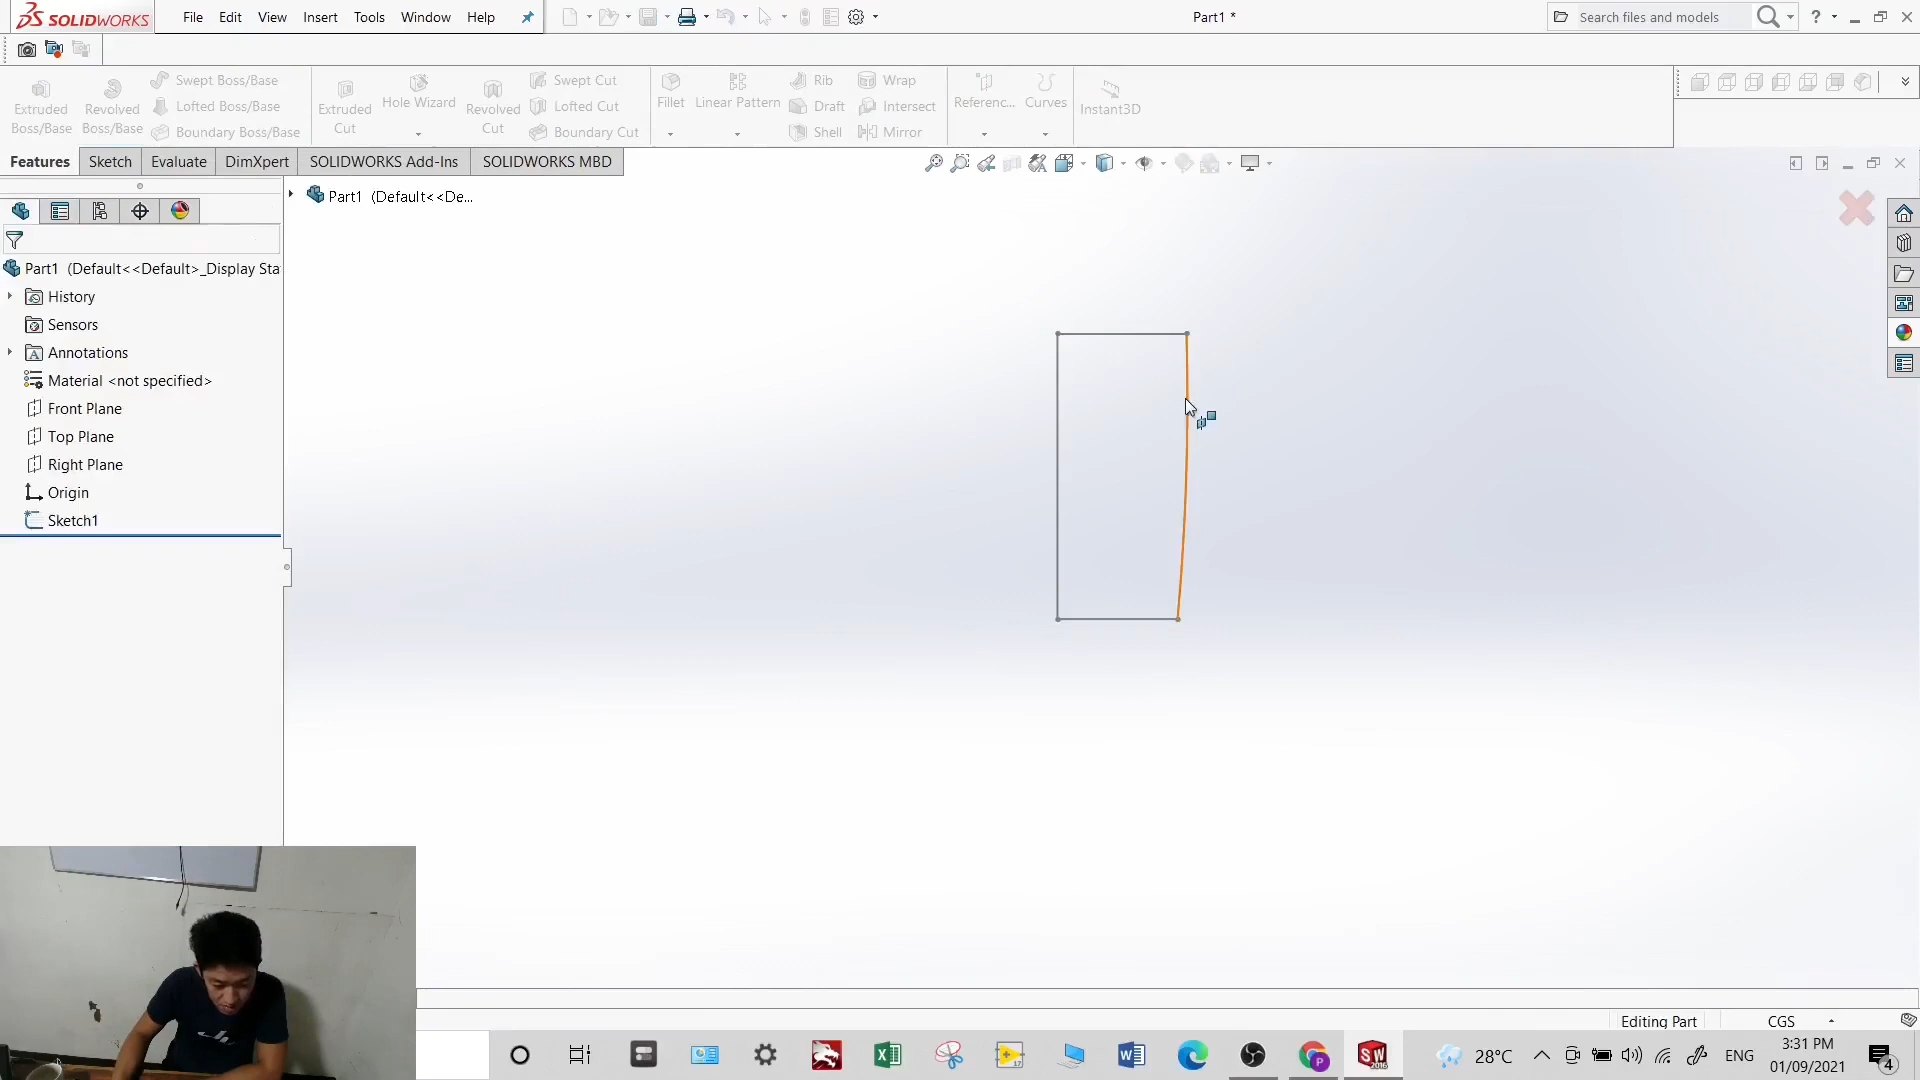 SOLIDWORKS File Edit View Insert Tools Window Help Part1 * Search files and models ?
Extruded Boss/Base Revolved Boss/Base Swept Boss/Base Lofted Boss/Base Boundary Boss/Base Extruded Cut Hole Wizard Revolved Cut Swept Cut Lofted Cut Boundary Cut Fillet Linear Pattern Rib Draft Shell Wrap Intersect Mirror Referenc... Curves Instant3D
Features Sketch Evaluate DimXpert SOLIDWORKS Add-Ins SOLIDWORKS MBD
Part1 (Default<<De...
Part1 (Default<<Default>_Display Sta
History
Sensors
Annotations
Material <not specified>
Front Plane
Top Plane
Right Plane
Origin
Sketch1
Editing Part CGS
28°C ENG 3:31 PM
01/09/2021 4